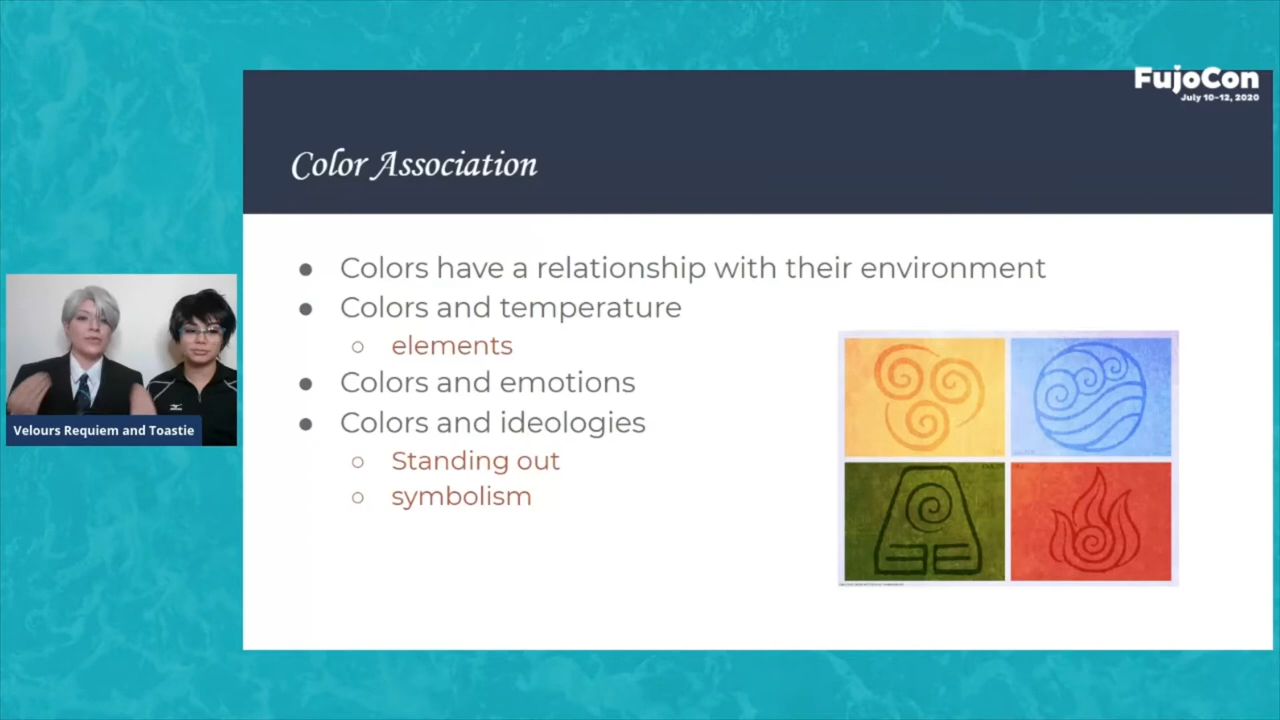 FujoCon
July 10-12, 2020
Color Association
Colors have a relationship with their environment
Colors and temperature
elements
Colors and emotions
Colors and ideologies
Standing out
symbolism
Velours Requiem and Toastie